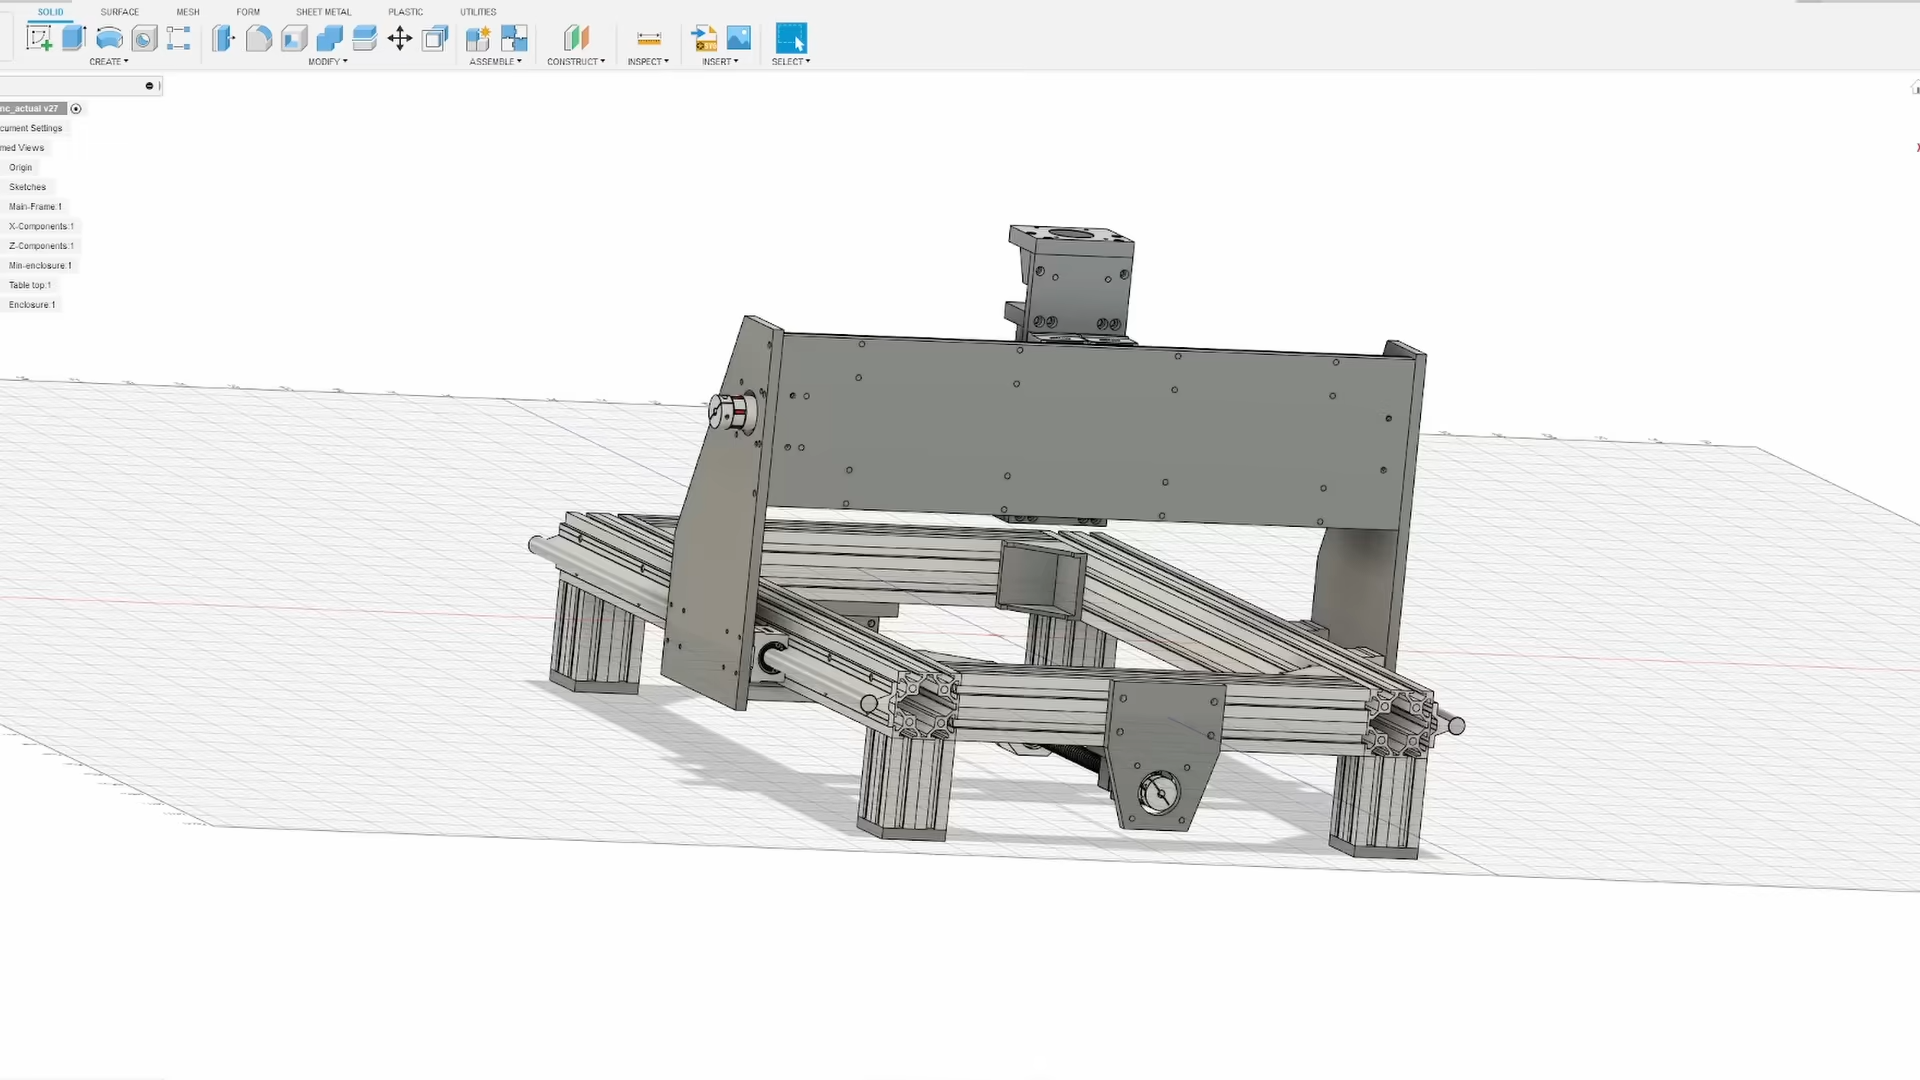 SOLID SURFACE MESH FORM SHEET METAL PLASTIC UTILITIES
CREATE MODIFY ASSEMBLE CONSTRUCT INSPECT INSERT SELECT
nc_actual v27
cument Settings
med Views
Origin
Sketches
Main-Frame:1
X-Components:1
Z-Components:1
Min-enclosure:1
Table top:1
Enclosure:1